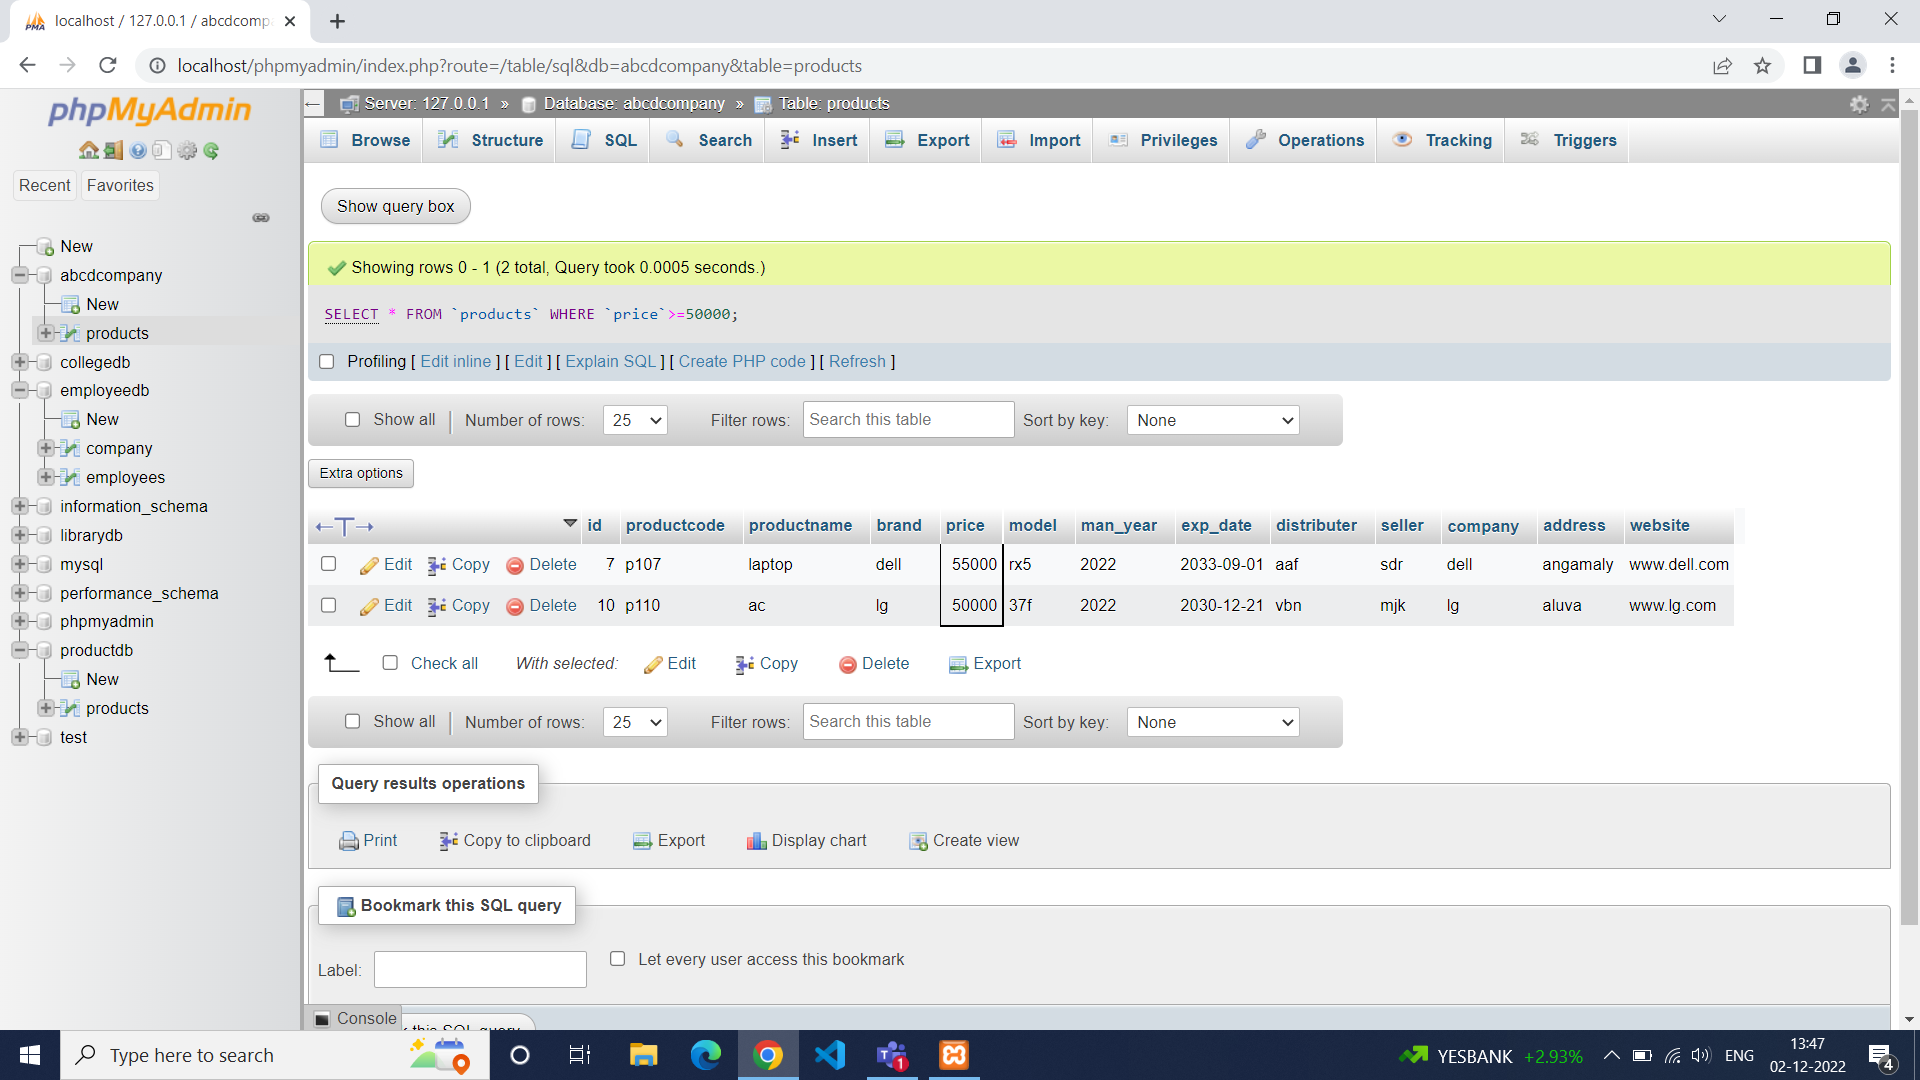 localhost / 127.0.0.1 / abcdcomp
localhost/phpmyadmin/index.php?route=/table/sql&db=abcdcompany&table=products
phpMyAdmin
Recent Favorites
New
abcdcompany
New
products
collegedb
employeedb
New
company
employees
information_schema
librarydb
mysql
performance_schema
phpmyadmin
productdb
New
products
test
Server: 127.0.0.1 » Database: abcdcompany » Table: products
Browse Structure SQL Search Insert Export Import Privileges Operations Tracking Triggers
Show query box
Showing rows 0 - 1 (2 total, Query took 0.0005 seconds.)
SELECT * FROM `products` WHERE `price`>=50000;
Profiling [ Edit inline ] [ Edit ] [ Explain SQL ] [ Create PHP code ] [ Refresh ]
Show all Number of rows: 25 Filter rows: Search this table Sort by key: None
Extra options
id productcode productname brand price model man_year exp_date distributer seller company address website
Edit Copy Delete 7 p107 laptop dell 55000 rx5 2022 2033-09-01 aaf sdr dell angamaly www.dell.com
Edit Copy Delete 10 p110 ac lg 50000 37f 2022 2030-12-21 vbn mjk lg aluva www.lg.com
Check all With selected: Edit Copy Delete Export
Show all Number of rows: 25 Filter rows: Search this table Sort by key: None
Query results operations
Print Copy to clipboard Export Display chart Create view
Bookmark this SQL query
Label: Let every user access this bookmark
Console this SQL query
Type here to search
1
YESBANK +2.93%
ENG
13:47
02-12-2022
4